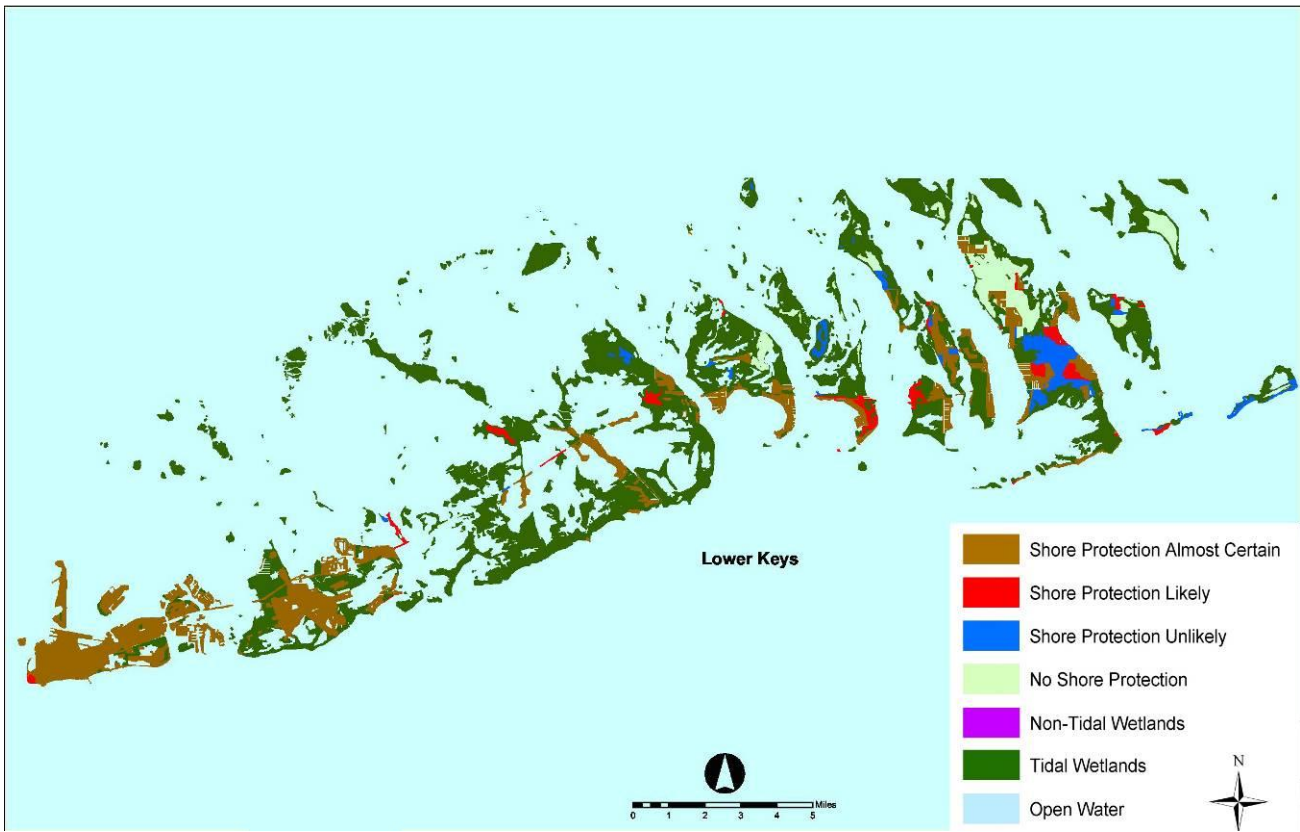 Lower Keys
Shore Protection Almost Certain
Shore Protection Likely
Shore Protection Unlikely
No Shore Protection
Non-Tidal Wetlands
Tidal Wetlands
Open Water
N
Miles
0 1 2 3 4 5